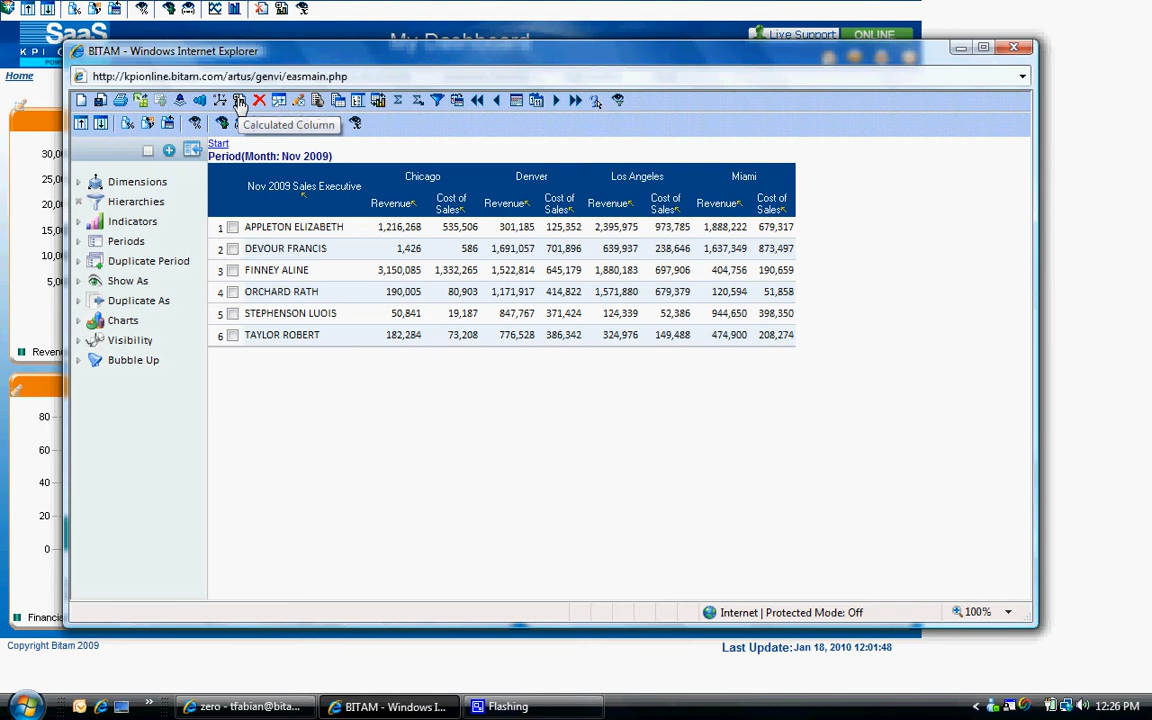 SaaS
My Dashboard
Live Support ONLINE
K P I
Home
BITAM - Windows Internet Explorer
http://kpionline.bitam.com/artus/genvi/easmain.php
Calculated Column
Start
Period(Month: Nov 2009)
Nov 2009 Sales Executive
Chicago Denver Los Angeles Miami
Revenue Cost of Sales Revenue Cost of Sales Revenue Cost of Sales Revenue Cost of Sales
1 APPLETON ELIZABETH 1,216,268 535,506 301,185 125,352 2,395,975 973,785 1,888,222 679,317
2 DEVOUR FRANCIS 1,426 586 1,691,057 701,896 639,937 238,646 1,637,349 873,497
3 FINNEY ALINE 3,150,085 1,332,265 1,522,814 645,179 1,880,183 697,906 404,756 190,659
4 ORCHARD RATH 190,005 80,903 1,171,917 414,822 1,571,880 679,379 120,594 51,858
5 STEPHENSON LUOIS 50,841 19,187 847,767 371,424 124,339 52,386 944,650 398,350
6 TAYLOR ROBERT 182,284 73,208 776,528 386,342 324,976 149,488 474,900 208,274
Dimensions
Hierarchies
Indicators
Periods
Duplicate Period
Show As
Duplicate As
Charts
Visibility
Bubble Up
30,00
25,00
20,00
15,00
10,00
5,00
Reven
80
60
40
20
0
Financia
Internet | Protected Mode: Off
100%
Copyright Bitam 2009
Last Update:Jan 18, 2010 12:01:48
zero - tfabian@bita...
BITAM - Windows I...
Flashing
12:26 PM